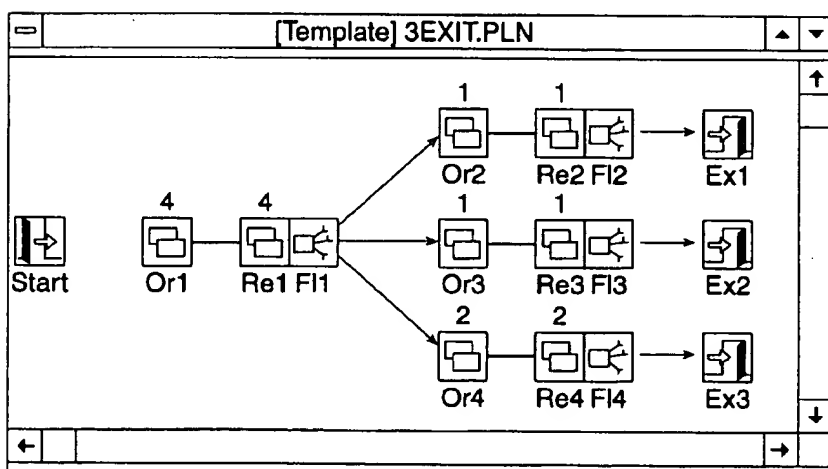 [Template] 3EXIT.PLN
1 1
Or2 Re2 Fl2 Ex1
4 4 1 1
Start Or1 Re1 Fl1 Or3 Re3 Fl3 Ex2
2 2
Or4 Re4 Fl4 Ex3